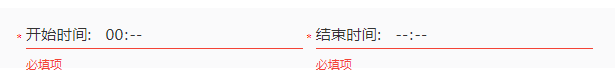 * 开始时间: 00:-- * 结束时间: --:--
必填项 必填项